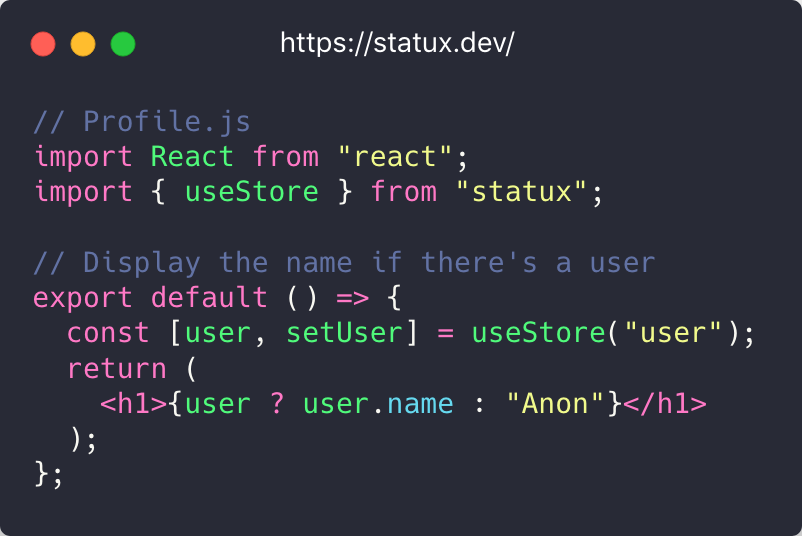 https://statux.dev/
// Profile.js
import React from "react";
import { useStore } from "statux";

// Display the name if there's a user
export default () => {
  const [user, setUser] = useStore("user");
  return (
    <h1>{user ? user.name : "Anon"}</h1>
  );
};